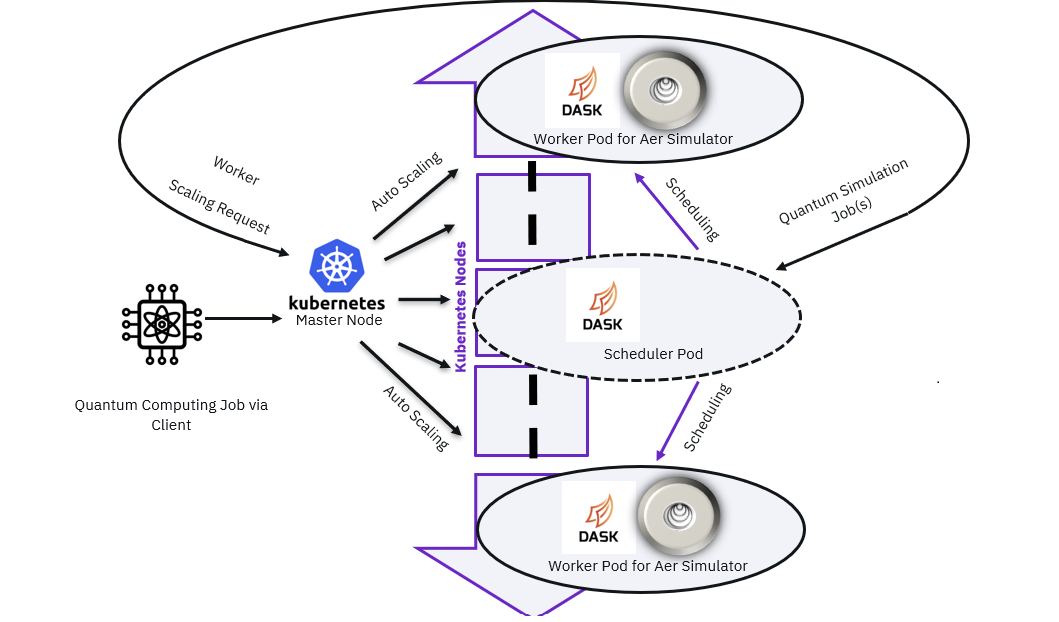 DASK
Worker Pod for Aer Simulator
Worker
Scaling Request
Auto Scaling
Scheduling
Quantum Simulation
Job(s)
kubernetes
Master Node
Kubernetes Nodes
DASK
Scheduler Pod
Quantum Computing Job via
Client
Auto Scaling
Scheduling
DASK
Worker Pod for Aer Simulator
.